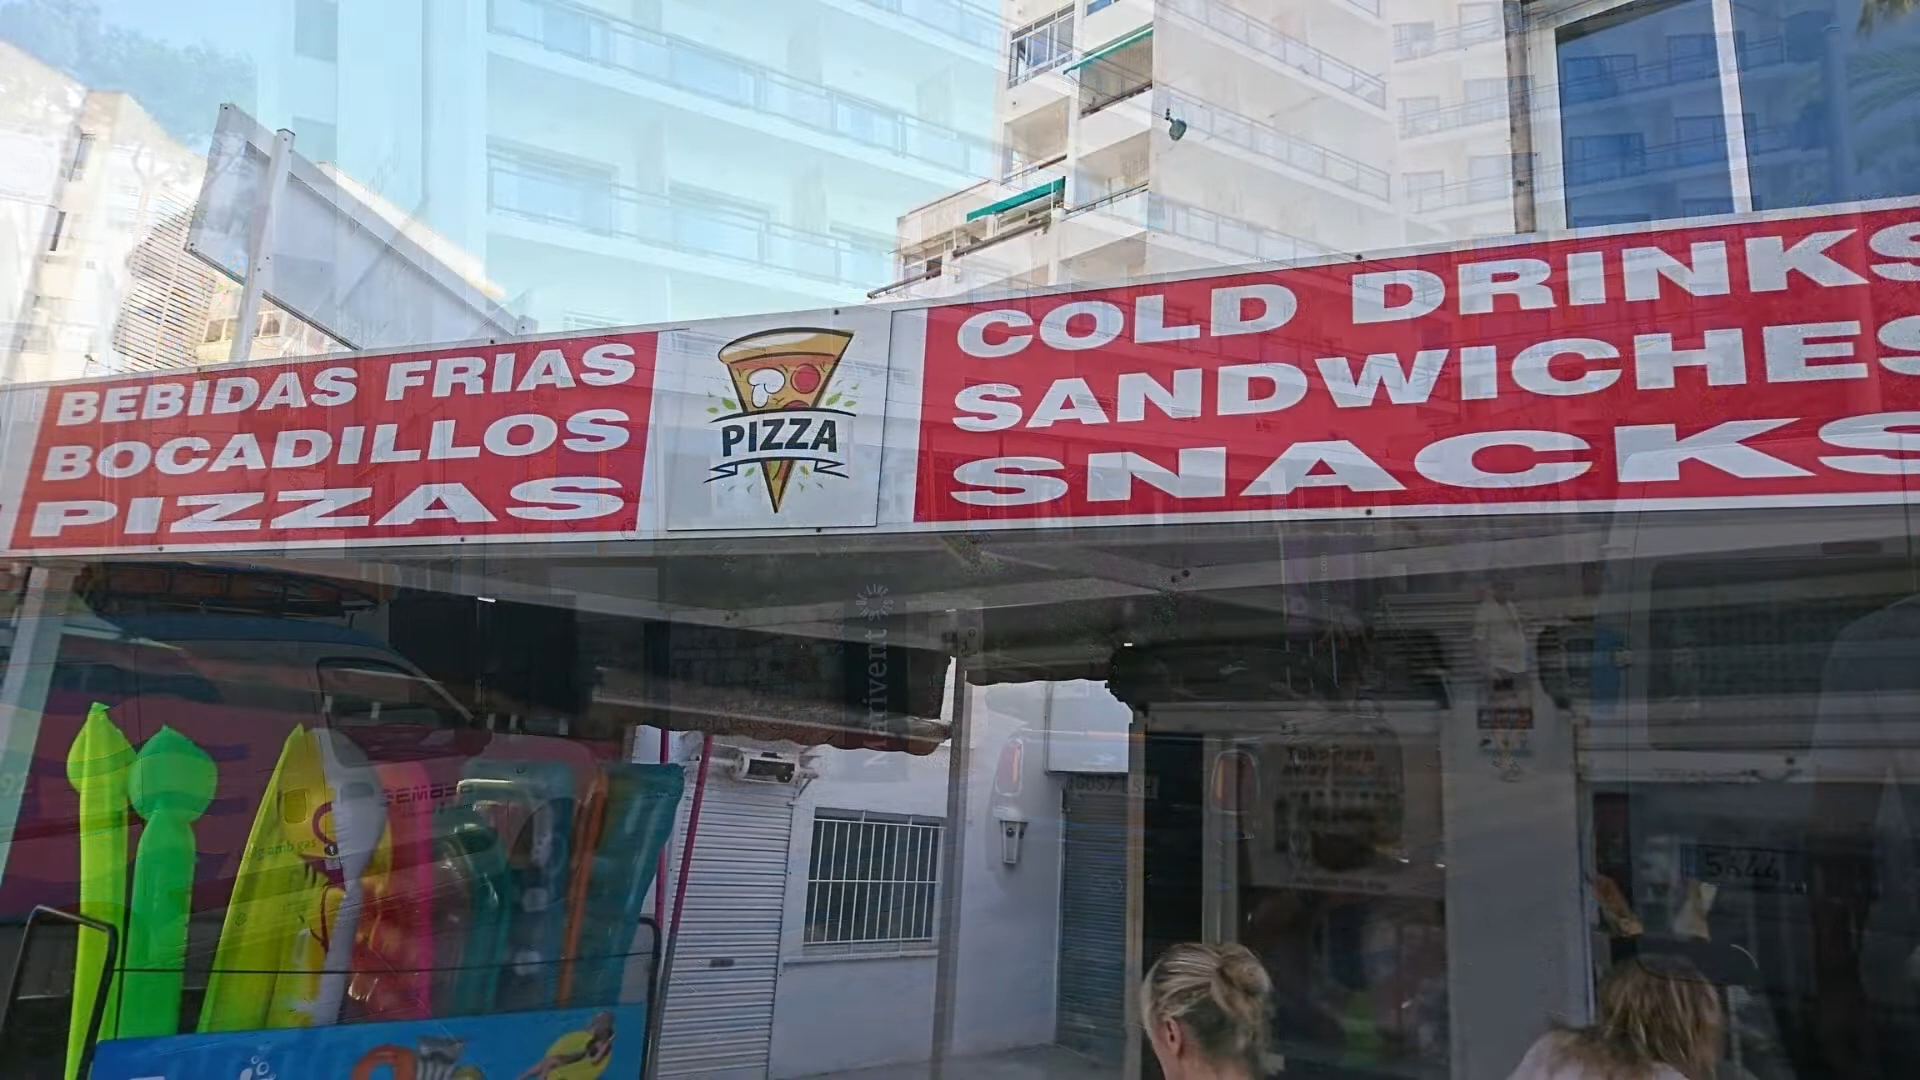 BEBIDAS FRIAS
BOCADILLOS
PIZZAS
PIZZA
COLD DRINKS
SANDWICHES
SNACKS